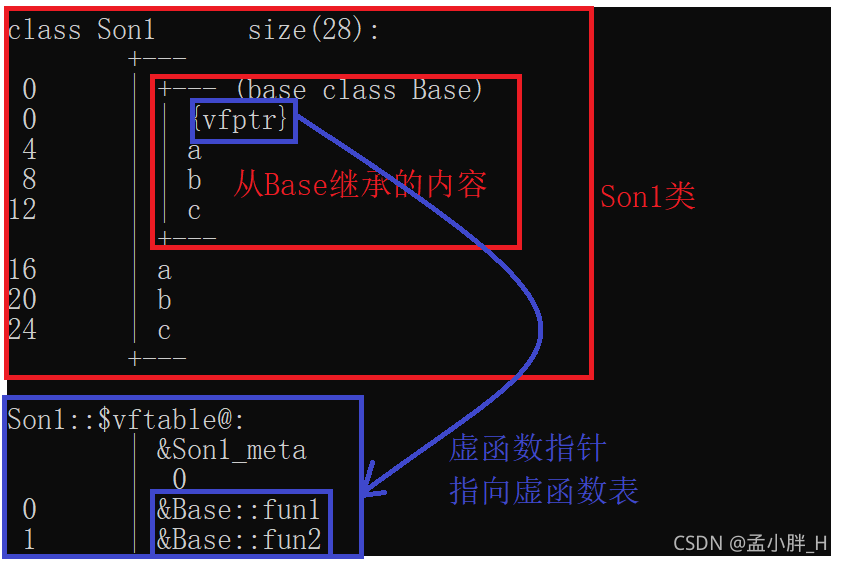 class Son1 size(28):
+---
0 | +--- (base class Base)
0 | | {vfptr}
4 | | a
8 | | b
12 | | c
| +---
16 | a
20 | b
24 | c
+---
从Base继承的内容
Son1类
Son1::$vftable@:
| &Son1_meta
| 0
0 | &Base::fun1
1 | &Base::fun2
虚函数指针
指向虚函数表
CSDN @孟小胖_H